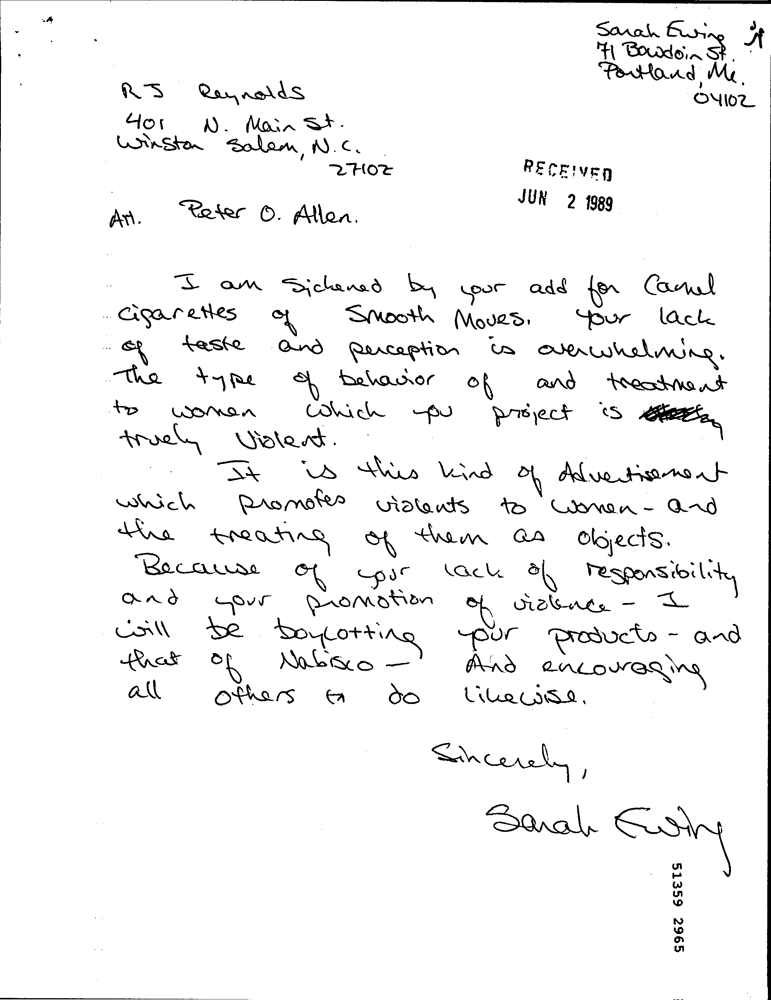 Sarah Ewing
71 Bowdoin St.
Portland, Me.
04102
RJ Reynolds
401 N. Main St.
Winston Salem, N.C.
27102
RECEIVED
JUN 2 1989
Att. Peter O. Allen.
I am sickened by your add for Camel
cigarettes of Smooth Moves. Your lack
of taste and perception is overwhelming.
The type of behavior of and treatment
to women which you project is
truely violent.
It is this kind of Advertisement
which promotes violents to women - and
the treating of them as objects.
Because of your lack of responsibility
and your promotion of violence - I
will be boycotting your products - and
that of Nabisco - And encouraging
all others to do likewise.
Sincerely,
Sarah Ewing
51359 2965